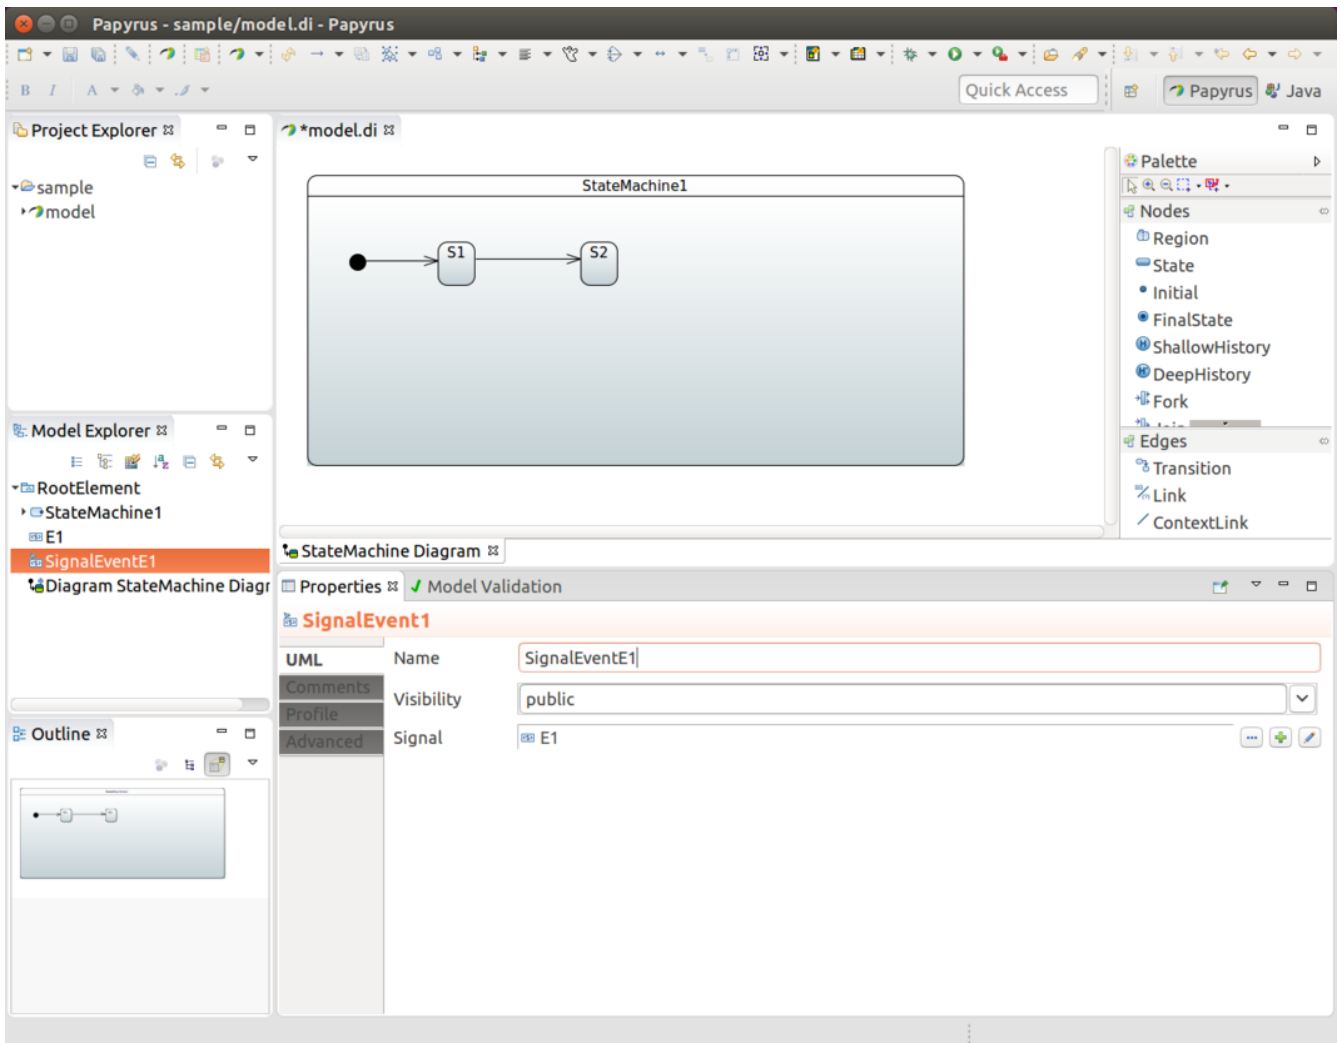 Papyrus - sample/model.di - Papyrus
B I A
Quick Access
Papyrus
Java
Project Explorer
sample
model
*model.di
StateMachine1
S1
S2
Palette
Nodes
Region
State
Initial
FinalState
ShallowHistory
DeepHistory
Fork
Edges
Transition
Link
ContextLink
Model Explorer
RootElement
StateMachine1
E1
SignalEventE1
Diagram StateMachine Diagr
StateMachine Diagram
Properties
Model Validation
SignalEvent1
UML
Comments
Profile
Advanced
Name
SignalEventE1
Visibility
public
Signal
E1
Outline